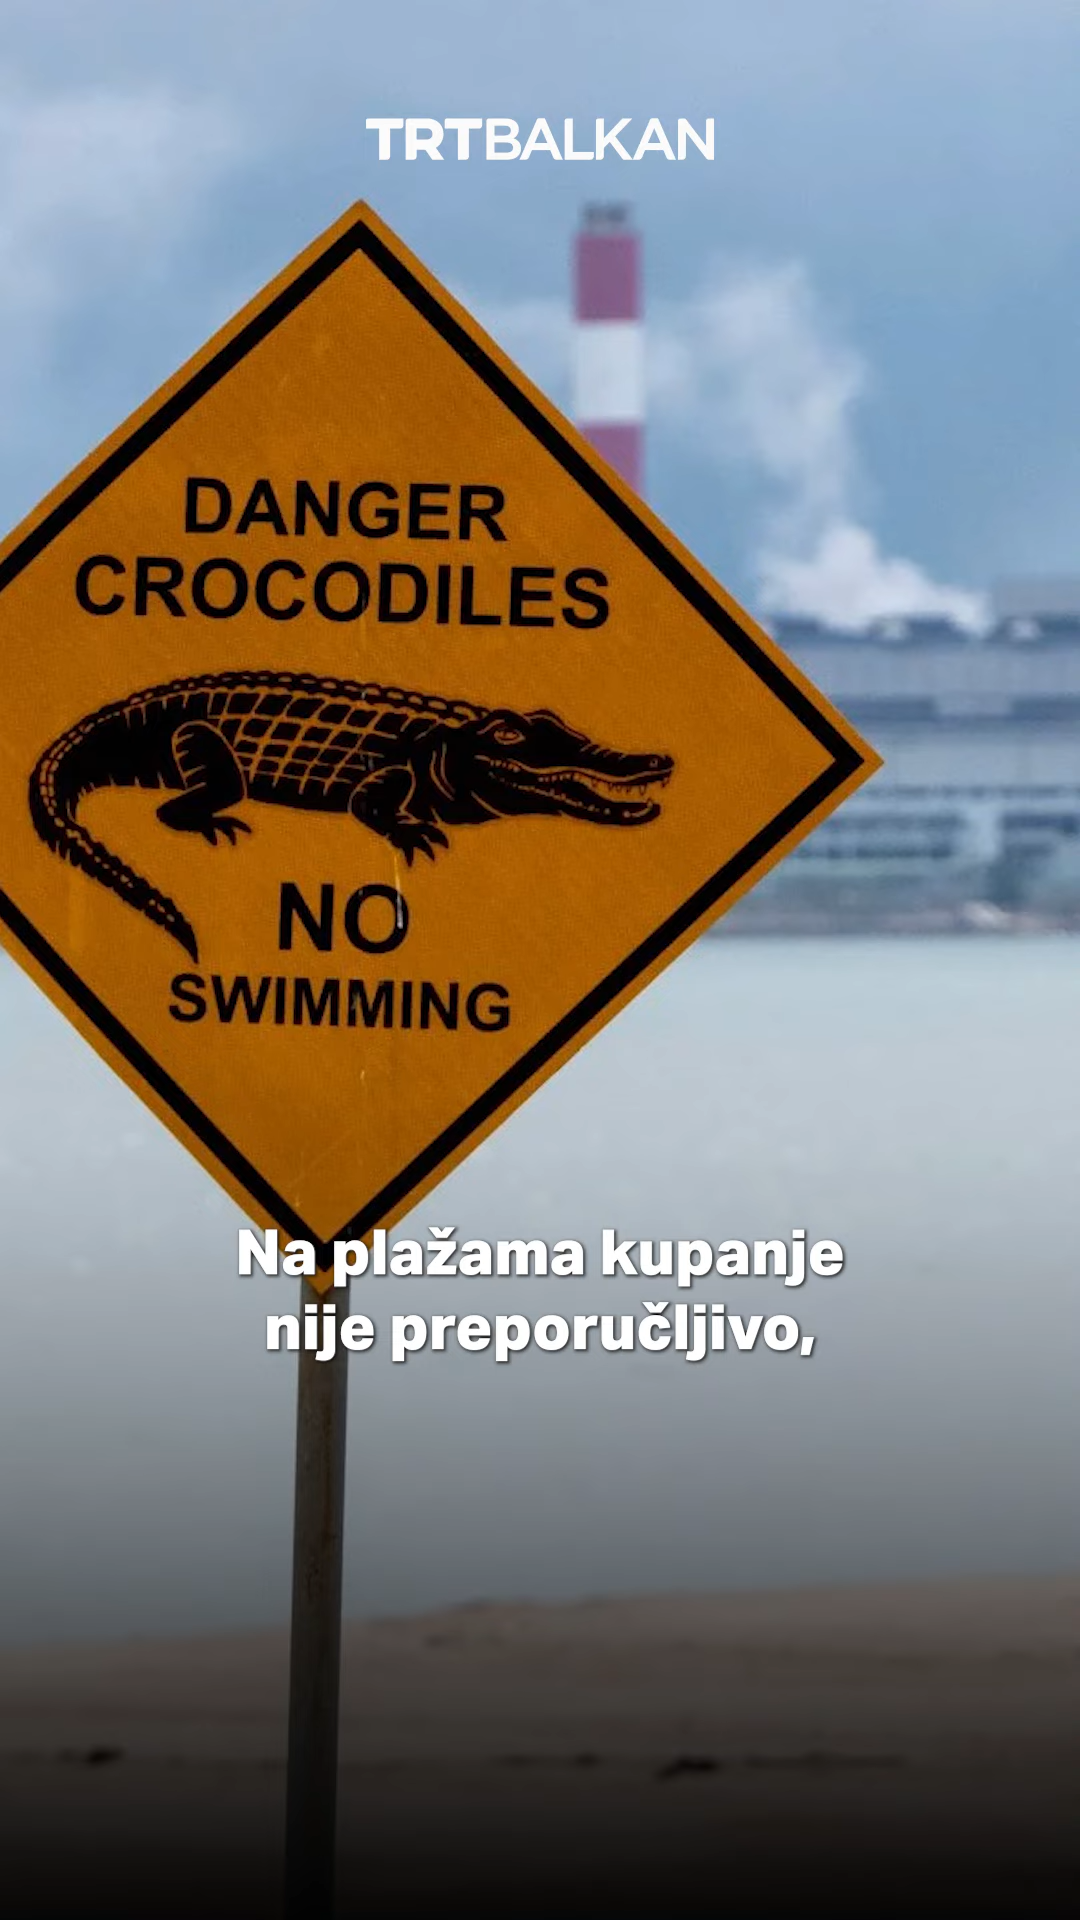 TRTBALKAN
DANGER
CROCODILES
NO
SWIMMING
Na plažama kupanje
nije preporučljivo,